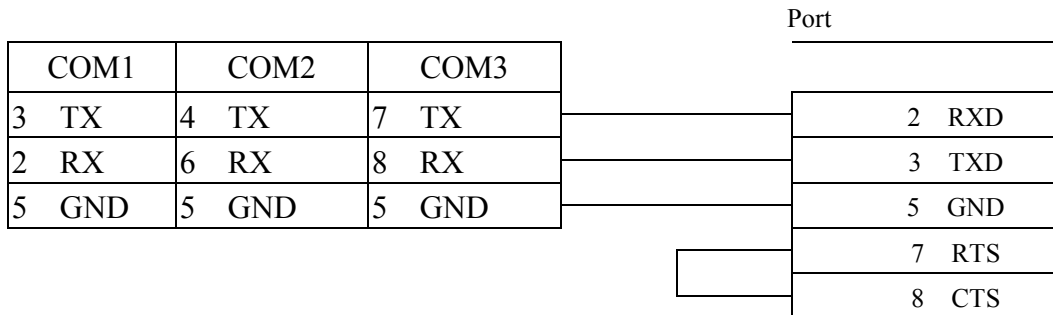 Port
COM1 COM2 COM3
3 TX 4 TX 7 TX 2 RXD
2 RX 6 RX 8 RX 3 TXD
5 GND 5 GND 5 GND 5 GND
7 RTS
8 CTS